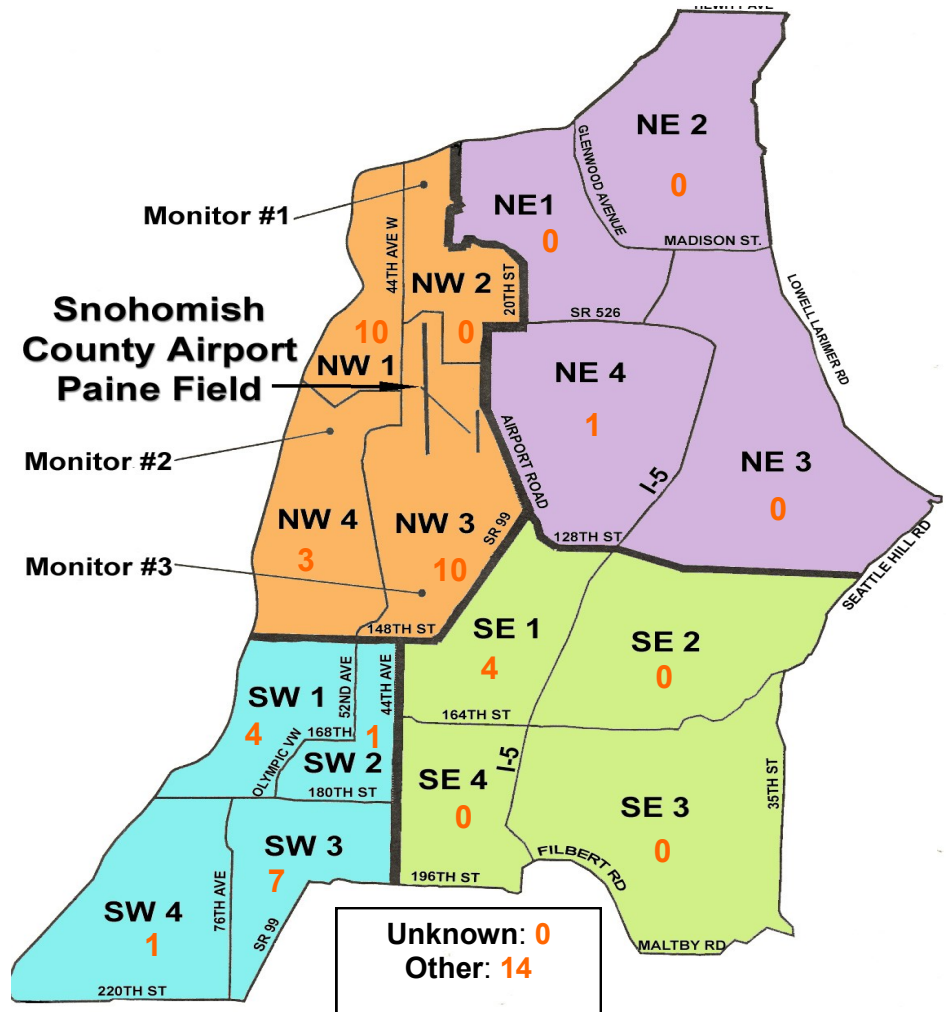 HEWITT AVE
NE 2
0
GLENWOOD AVENUE
MADISON ST.
NE1
0
Monitor #1
44TH AVE W
NW 2
0
20TH ST
SR 526
LOWELL LARIMER RD
Snohomish
County Airport
Paine Field
10
NW 1
NE 4
1
AIRPORT ROAD
I-5
NE 3
0
Monitor #2
NW 4
3
NW 3
10
SR 99
128TH ST
SEATTLE HILL RD
Monitor #3
148TH ST
SE 1
4
SE 2
0
SW 1
4
52ND AVE
44TH AVE
168TH
1
SW 2
OLYMPIC VW
180TH ST
164TH ST
I-5
SE 4
0
SE 3
0
35TH ST
SW 3
7
76TH AVE
SR 99
SW 4
1
220TH ST
196TH ST
FILBERT RD
MALTBY RD
Unknown: 0
Other: 14